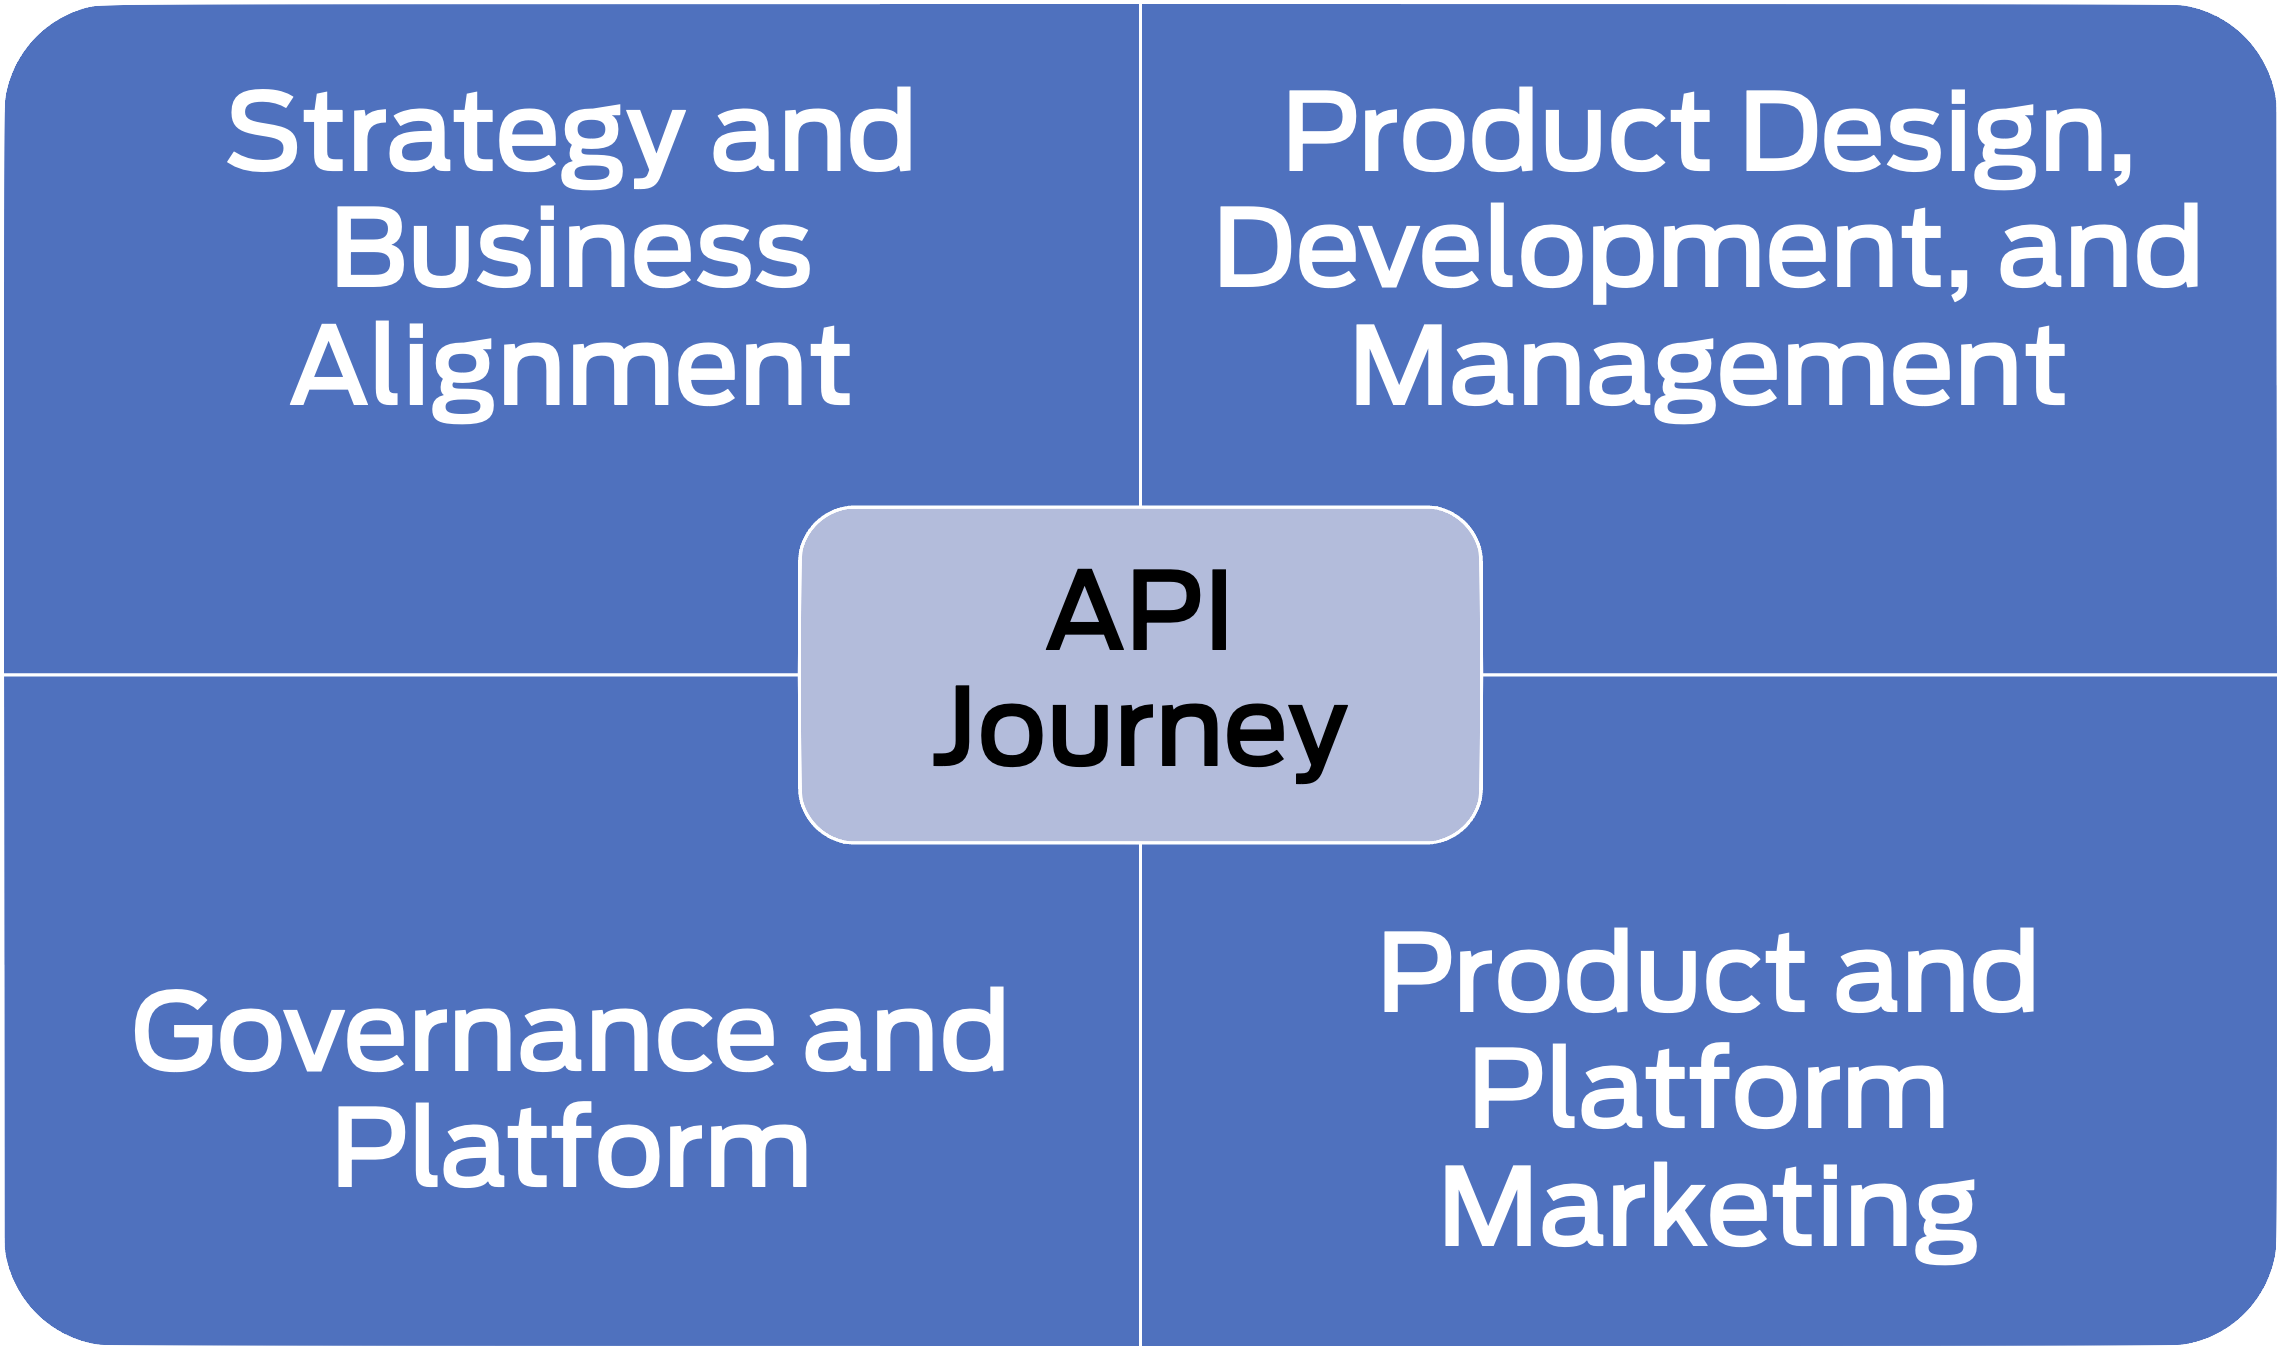 Strategy and
Business
Alignment
Product Design,
Development, and
Management
API
Journey
Governance and
Platform
Product and
Platform
Marketing